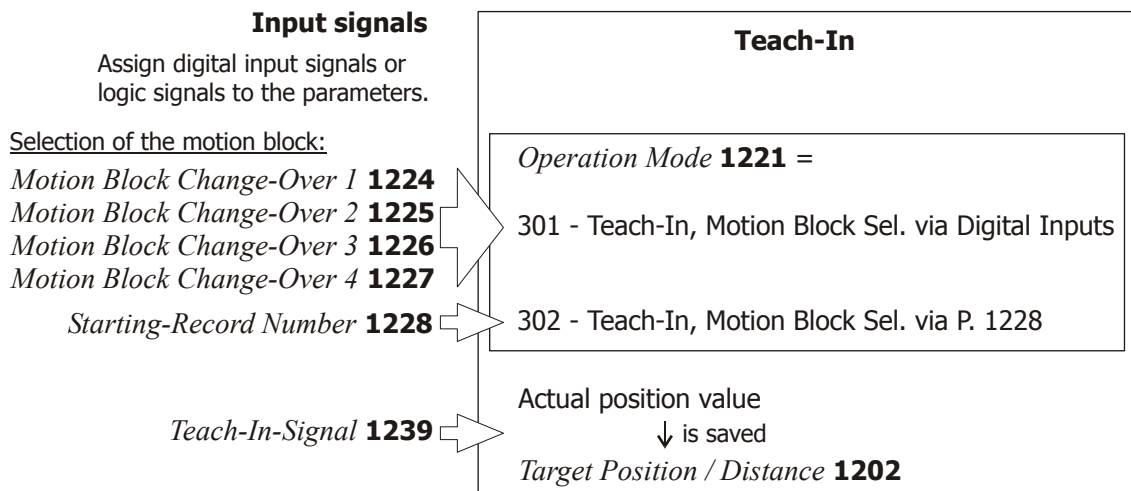 Input signals
Assign digital input signals or
logic signals to the parameters.
Selection of the motion block:
Motion Block Change-Over 1 1224
Motion Block Change-Over 2 1225
Motion Block Change-Over 3 1226
Motion Block Change-Over 4 1227
Starting-Record Number 1228
Teach-In-Signal 1239
Teach-In
Operation Mode 1221 =
301 - Teach-In, Motion Block Sel. via Digital Inputs
302 - Teach-In, Motion Block Sel. via P. 1228
Actual position value
↓ is saved
Target Position / Distance 1202